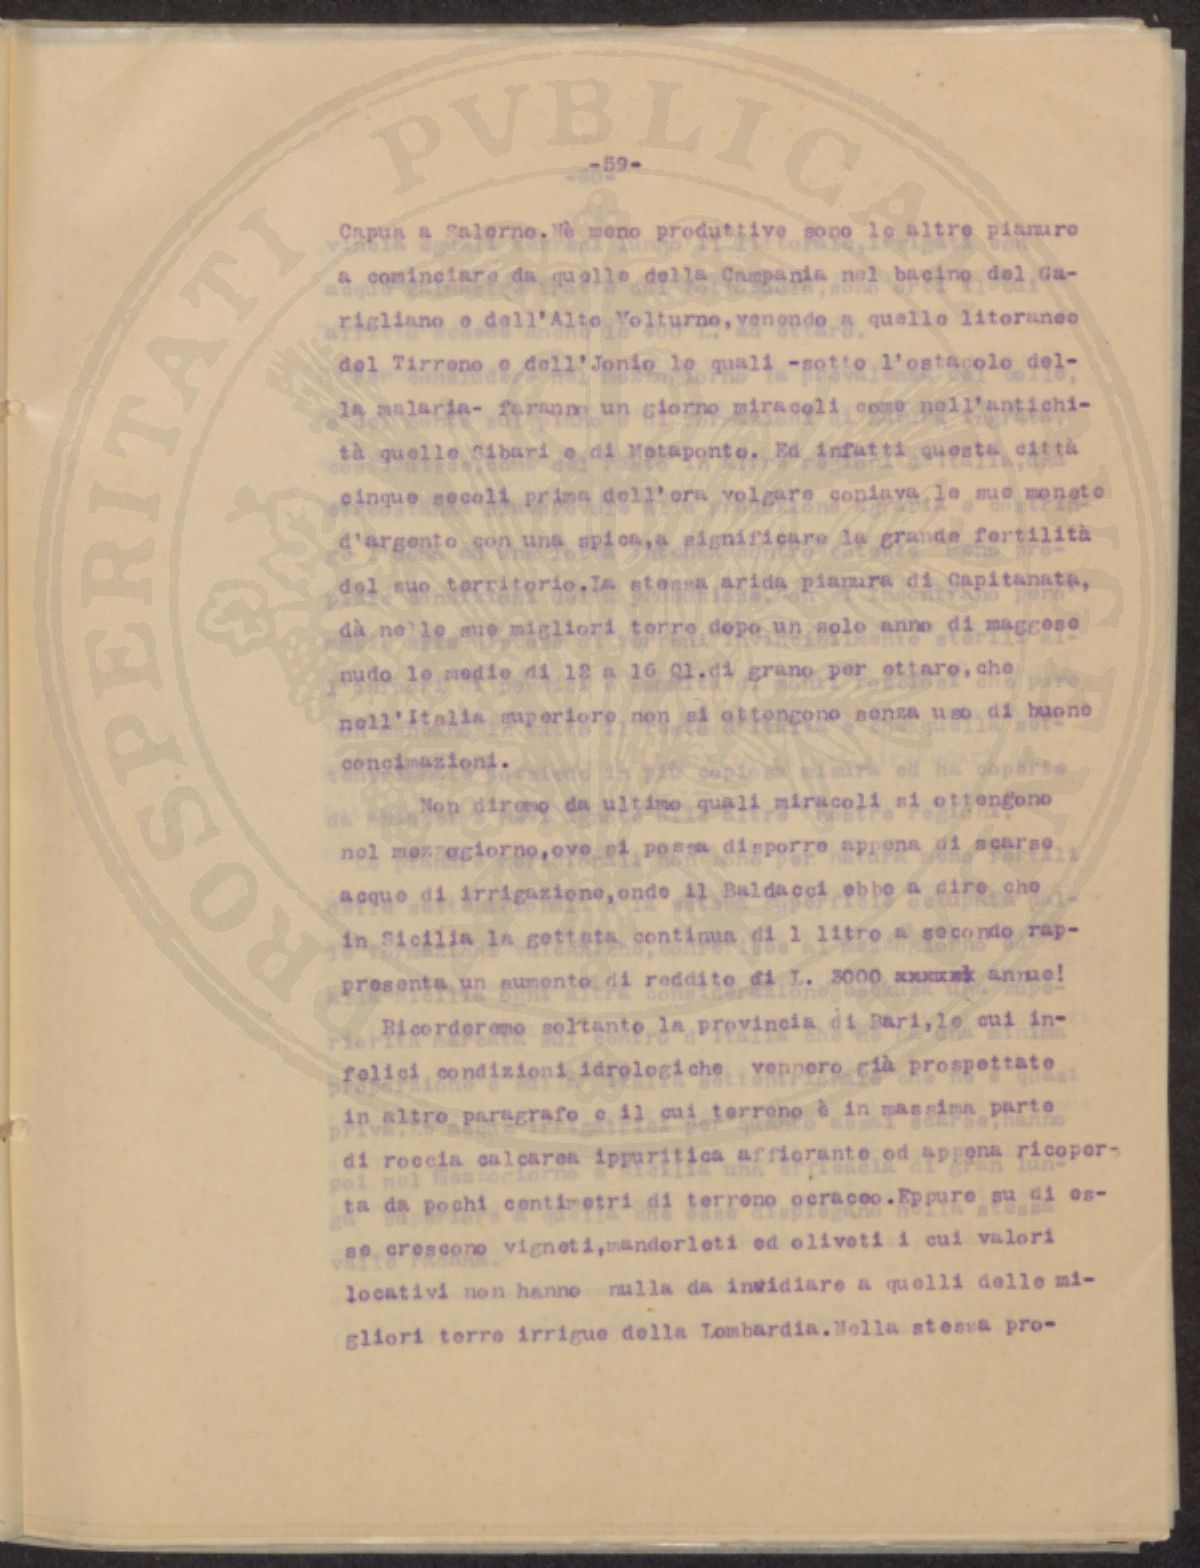 PROSPERITATI PVBLICAE
-59-
Capua a Salerno.Nè meno produttive sono le altre pianure
a cominciare da quelle della Campania nel bacino del Ga-
rigliano e dell'Alto Volturno,venendo a quelle litoranee
del Tirreno e dell'Jonio le quali -sotto l'ostacolo del-
la malaria- faranno un giorno miracoli come nell'antichi-
tà quelle Sibari e di Metaponto. Ed infatti questa città
cinque secoli prima dell'era volgare coniava le sue monete
d'argento con una spica,a significare la grande fertilità
del suo territorio.La stessa arida pianura di Capitanata,
dà nelle sue migliori terre dopo un solo anno di maggese
nudo le medie di 12 a 16 Ql.di grano per ettaro,che
nell'Italia superiore non si ottengono senza uso di buone
concimazioni.
Non diremo da ultimo quali miracoli si ottengono
nel mezzogiorno,ove si possa disporre appena di scarse
acque di irrigazione,onde il Baldacci ebbe a dire che
in Sicilia la gettata continua di 1 litro a secondo rap-
presenta un aumento di reddito di L. 3000 annue!
Ricorderemo soltanto la provincia di Bari,le cui in-
felici condizioni idrologiche vennero già prospettate
in altro paragrafo e il cui terreno è in massima parte
di roccia calcarea ippuritica affiorante ed appena ricoper-
ta da pochi centimetri di terreno ocraceo.Eppure su di es-
se crescono vigneti,mandorleti ed oliveti i cui valori
locativi non hanno nulla da invidiare a quelli delle mi-
gliori terre irrigue della Lombardia.Nella stessa pro-